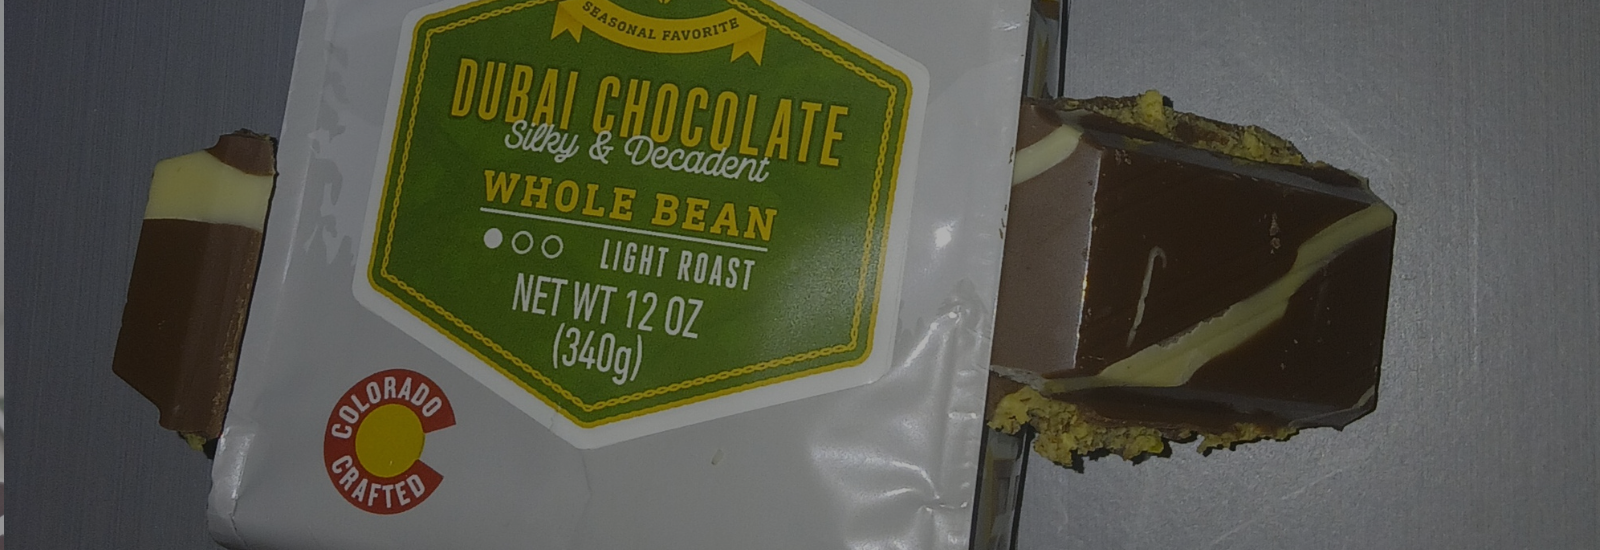 SEASONAL FAVORITE
DUBAI CHOCOLATE
Silky & Decadent
WHOLE BEAN
LIGHT ROAST
NET WT 12 OZ
(340g)
COLORADO
CRAFTED